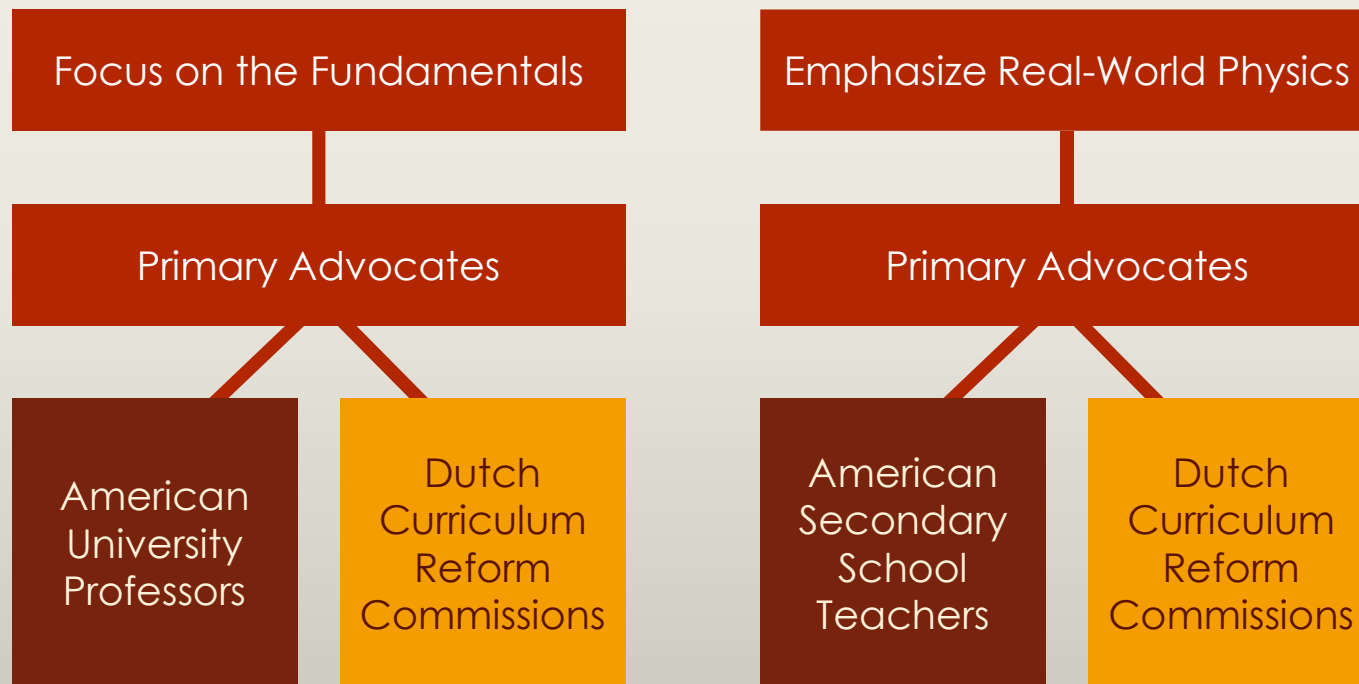 Focus on the Fundamentals
Primary Advocates
American
University
Professors
Dutch
Curriculum
Reform
Commissions
Emphasize Real-World Physics
Primary Advocates
American
Secondary
School
Teachers
Dutch
Curriculum
Reform
Commissions